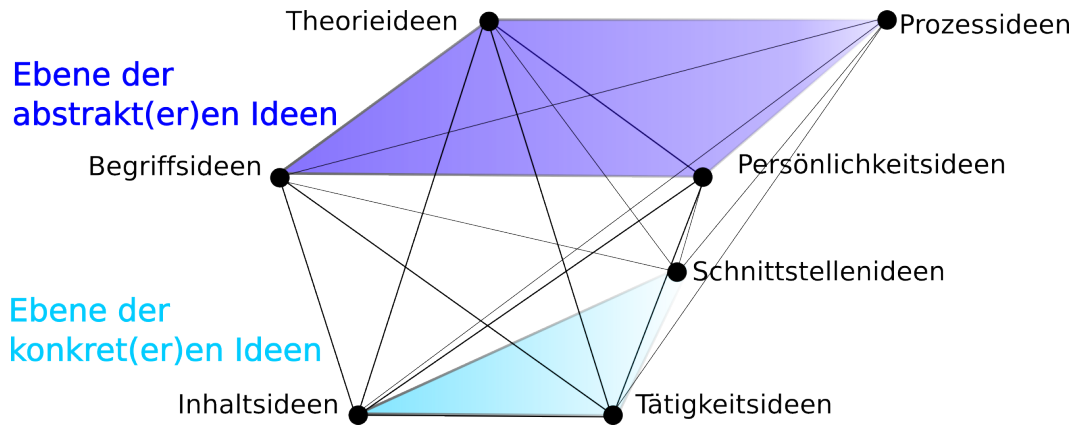 Theorieideen
Prozessideen
Ebene der
abstrakt(er)en Ideen
Begriffsideen
Persönlichkeitsideen
Schnittstellenideen
Ebene der
konkret(er)en Ideen
Inhaltsideen
Tätigkeitsideen